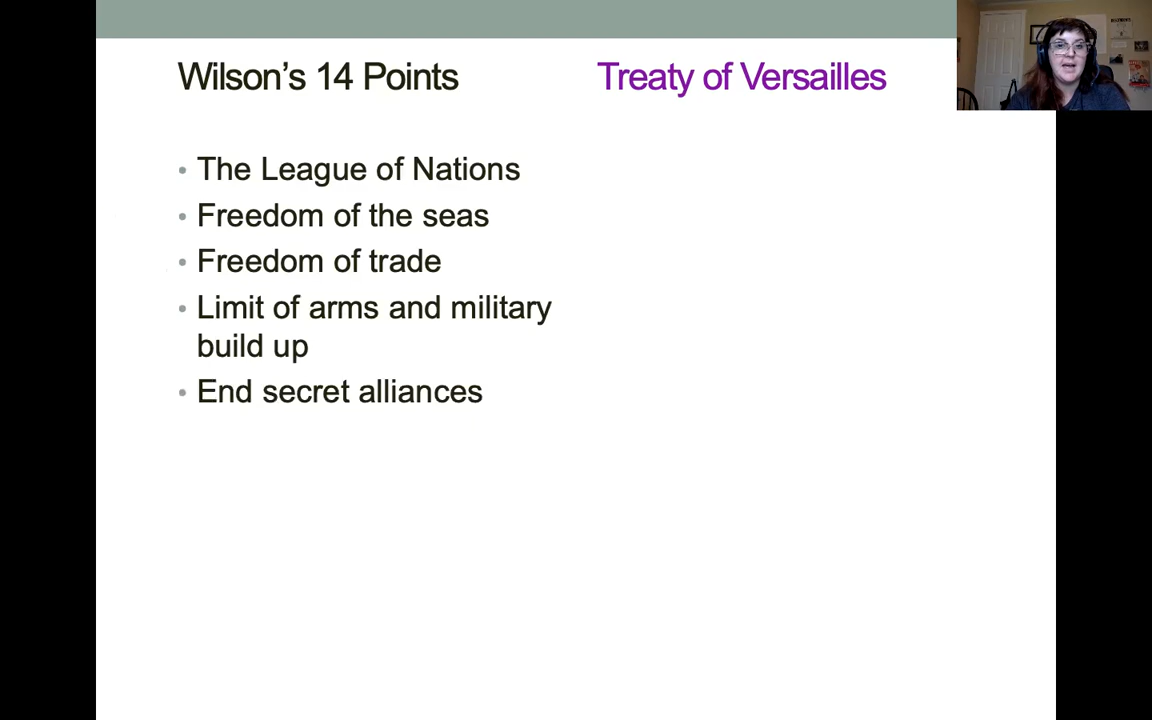 Wilson’s 14 Points
Treaty of Versailles
• The League of Nations
• Freedom of the seas
• Freedom of trade
• Limit of arms and military
build up
• End secret alliances